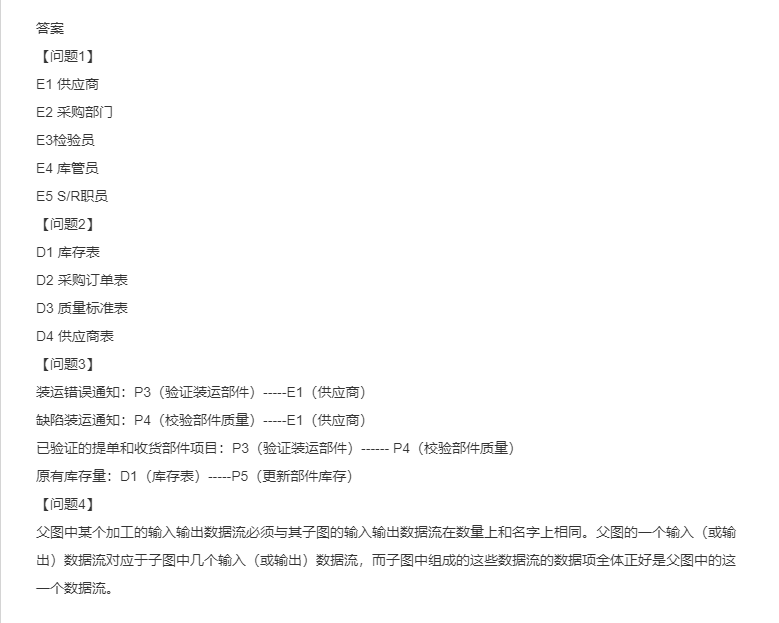 答案
【问题1】
E1 供应商
E2 采购部门
E3检验员
E4 库管员
E5 S/R职员
【问题2】
D1 库存表
D2 采购订单表
D3 质量标准表
D4 供应商表
【问题3】
装运错误通知：P3（验证装运部件）-----E1（供应商）
缺陷装运通知：P4（校验部件质量）-----E1（供应商）
已验证的提单和收货部件项目：P3（验证装运部件）------ P4（校验部件质量）
原有库存量：D1（库存表）-----P5（更新部件库存）
【问题4】
父图中某个加工的输入输出数据流必须与其子图的输入输出数据流在数量上和名字上相同。父图的一个输入（或输
出）数据流对应于子图中几个输入（或输出）数据流，而子图中组成的这些数据流的数据项全体正好是父图中的这
一个数据流。